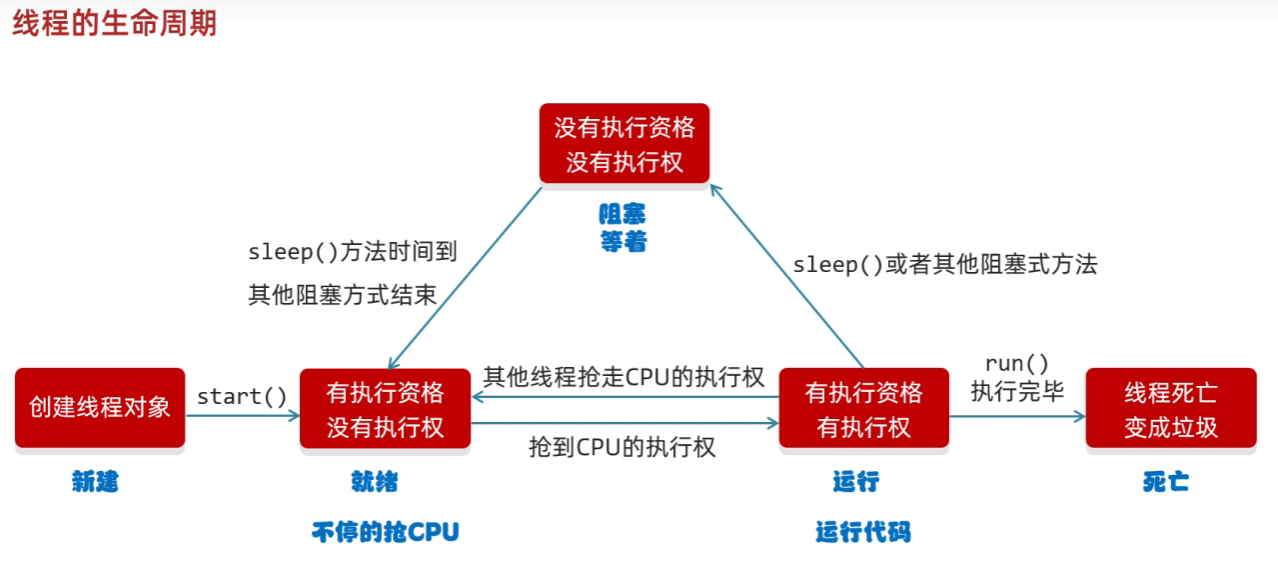 线程的生命周期
没有执行资格
没有执行权
阻塞
等着
sleep()方法时间到
其他阻塞方式结束
sleep()或者其他阻塞式方法
创建线程对象
新建
start()
有执行资格
没有执行权
就绪
不停的抢CPU
其他线程抢走CPU的执行权
抢到CPU的执行权
有执行资格
有执行权
运行
运行代码
run()
执行完毕
线程死亡
变成垃圾
死亡